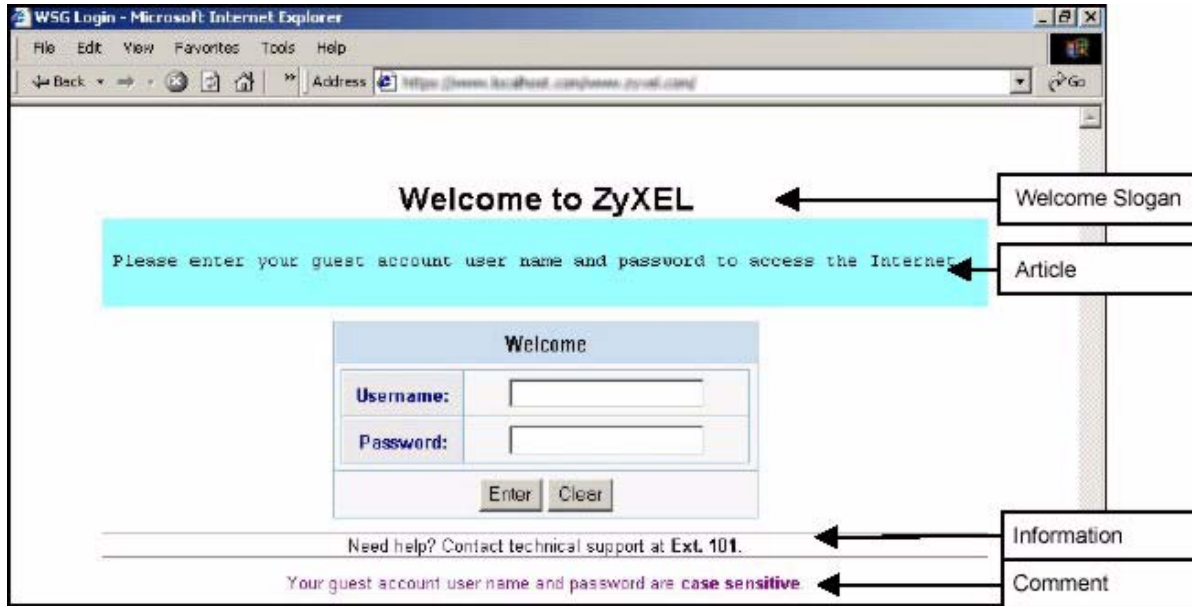 WSG Login - Microsoft Internet Explorer
File Edit View Favorites Tools Help
Back » Address Go
Welcome to ZyXEL
Welcome Slogan
Please enter your guest account user name and password to access the Internet
Article
Welcome
Username:
Password:
Enter Clear
Need help? Contact technical support at Ext. 101.
Information
Your guest account user name and password are case sensitive.
Comment